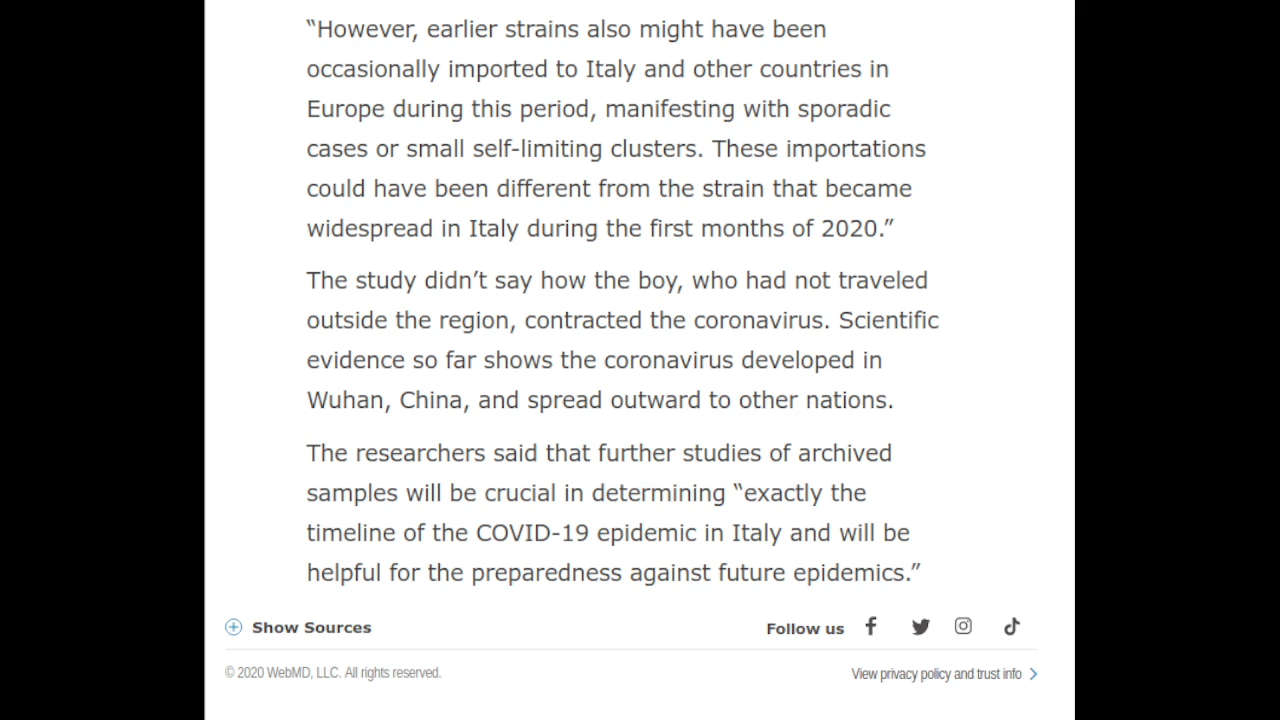 “However, earlier strains also might have been
occasionally imported to Italy and other countries in
Europe during this period, manifesting with sporadic
cases or small self-limiting clusters. These importations
could have been different from the strain that became
widespread in Italy during the first months of 2020.”
The study didn’t say how the boy, who had not traveled
outside the region, contracted the coronavirus. Scientific
evidence so far shows the coronavirus developed in
Wuhan, China, and spread outward to other nations.
The researchers said that further studies of archived
samples will be crucial in determining “exactly the
timeline of the COVID-19 epidemic in Italy and will be
helpful for the preparedness against future epidemics.”
Show Sources
Follow us
© 2020 WebMD, LLC. All rights reserved.
View privacy policy and trust info